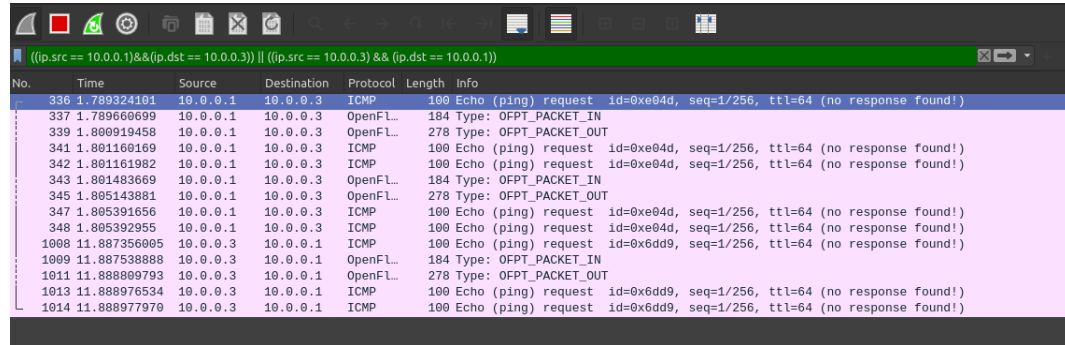 ((ip.src == 10.0.0.1)&&(ip.dst == 10.0.0.3)) || ((ip.src == 10.0.0.3) && (ip.dst == 10.0.0.1))
No. Time Source Destination Protocol Length Info
336 1.789324101 10.0.0.1 10.0.0.3 ICMP 100 Echo (ping) request id=0xe04d, seq=1/256, ttl=64 (no response found!)
337 1.789660699 10.0.0.1 10.0.0.3 OpenFl… 184 Type: OFPT_PACKET_IN
339 1.800919458 10.0.0.1 10.0.0.3 OpenFl… 278 Type: OFPT_PACKET_OUT
341 1.801160169 10.0.0.1 10.0.0.3 ICMP 100 Echo (ping) request id=0xe04d, seq=1/256, ttl=64 (no response found!)
342 1.801161982 10.0.0.1 10.0.0.3 ICMP 100 Echo (ping) request id=0xe04d, seq=1/256, ttl=64 (no response found!)
343 1.801483669 10.0.0.1 10.0.0.3 OpenFl… 184 Type: OFPT_PACKET_IN
345 1.805143881 10.0.0.1 10.0.0.3 OpenFl… 278 Type: OFPT_PACKET_OUT
347 1.805391656 10.0.0.1 10.0.0.3 ICMP 100 Echo (ping) request id=0xe04d, seq=1/256, ttl=64 (no response found!)
348 1.805392955 10.0.0.1 10.0.0.3 ICMP 100 Echo (ping) request id=0xe04d, seq=1/256, ttl=64 (no response found!)
1008 11.887356005 10.0.0.3 10.0.0.1 ICMP 100 Echo (ping) request id=0x6dd9, seq=1/256, ttl=64 (no response found!)
1009 11.887538888 10.0.0.3 10.0.0.1 OpenFl… 184 Type: OFPT_PACKET_IN
1011 11.888809793 10.0.0.3 10.0.0.1 OpenFl… 278 Type: OFPT_PACKET_OUT
1013 11.888976534 10.0.0.3 10.0.0.1 ICMP 100 Echo (ping) request id=0x6dd9, seq=1/256, ttl=64 (no response found!)
1014 11.888977970 10.0.0.3 10.0.0.1 ICMP 100 Echo (ping) request id=0x6dd9, seq=1/256, ttl=64 (no response found!)